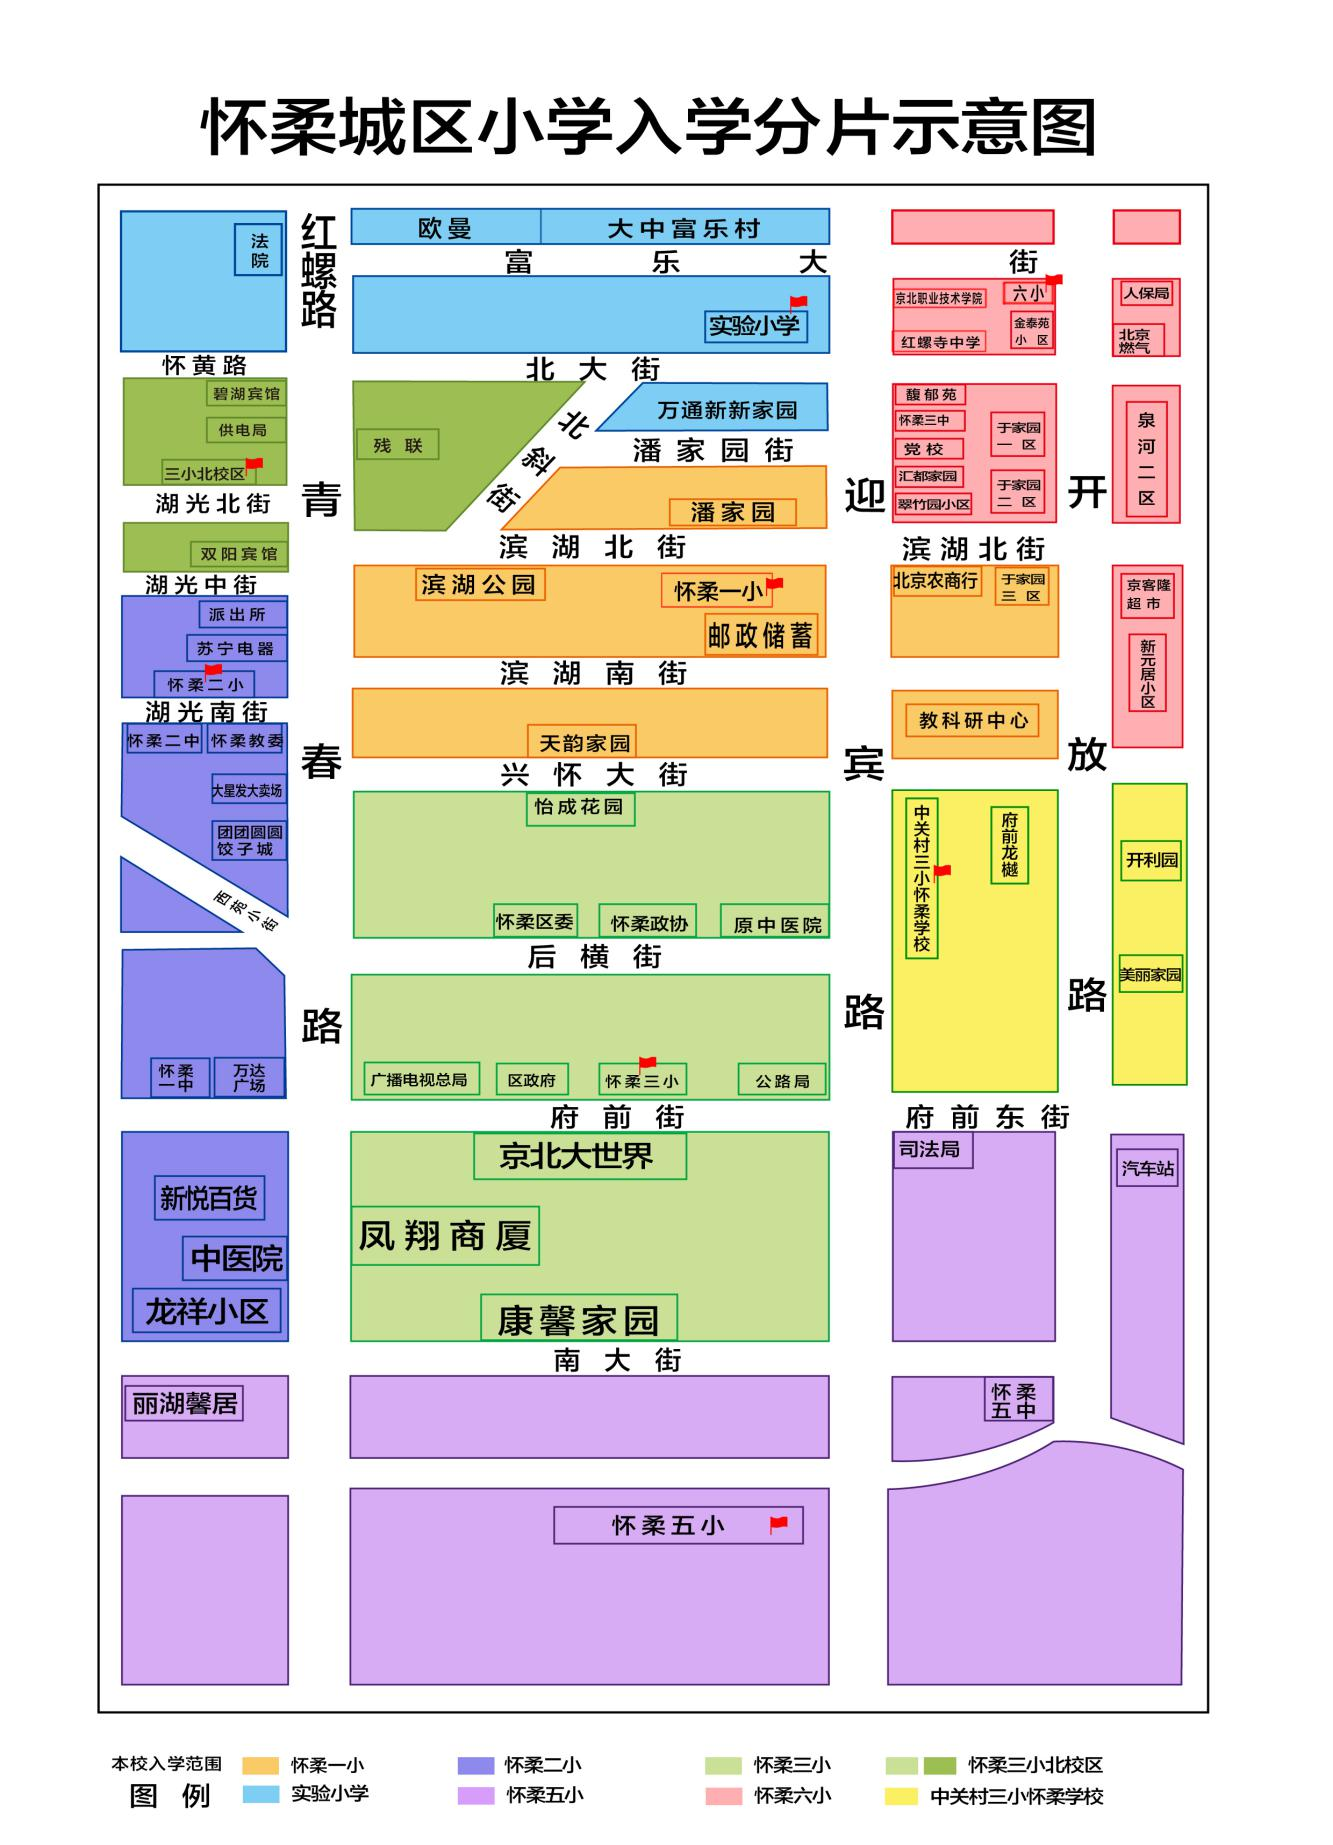 怀柔城区小学入学分片示意图
法院
红螺路
欧曼
大中富乐村
富乐大街
实验小学
京北职业技术学院
六小
金泰苑
小区
红螺寺中学
人保局
北京
燃气
怀黄路
北大街
碧湖宾馆
供电局
三小北校区
残联
北斜街
万通新新家园
潘家园街
潘家园
馥郁苑
怀柔三中
党校
汇都家园
翠竹园小区
于家园
一区
于家园
二区
泉河二区
湖光北街
青春路
迎宾路
开放路
双阳宾馆
滨湖北街
滨湖北街
湖光中街
派出所
苏宁电器
怀柔二小
滨湖公园
怀柔一小
邮政储蓄
北京农商行
于家园
三区
京客隆
超市
新元居小区
滨湖南街
湖光南街
怀柔二中
怀柔教委
大星发大卖场
团团圆圆
饺子城
西苑小街
天韵家园
教科研中心
兴怀大街
怡成花园
怀柔区委
怀柔政协
原中医院
中关村三小怀柔学校
府前龙樾
开利园
美丽家园
后横街
怀柔
一中
万达
广场
广播电视总局
区政府
怀柔三小
公路局
府前街
府前东街
新悦百货
中医院
龙祥小区
京北大世界
凤翔商厦
康馨家园
司法局
汽车站
南大街
丽湖馨居
怀柔
五中
怀柔五小
本校入学范围
图例
怀柔一小
怀柔二小
怀柔三小
怀柔三小北校区
实验小学
怀柔五小
怀柔六小
中关村三小怀柔学校